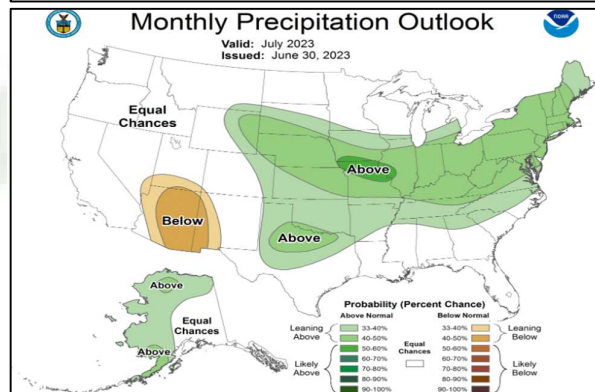 Monthly Precipitation Outlook
Valid: July 2023
Issued: June 30, 2023
noaa
Equal
Chances
Above
Below
Above
Above
Equal
Chances
Above
Probability (Percent Chance)
Above Normal
Below Normal
Leaning
Above
33-40%
40-50%
50-60%
Likely
Above
60-70%
70-80%
80-90%
90-100%
Equal
Chances
33-40%
40-50%
50-60%
60-70%
70-80%
80-90%
90-100%
Leaning
Below
Likely
Below